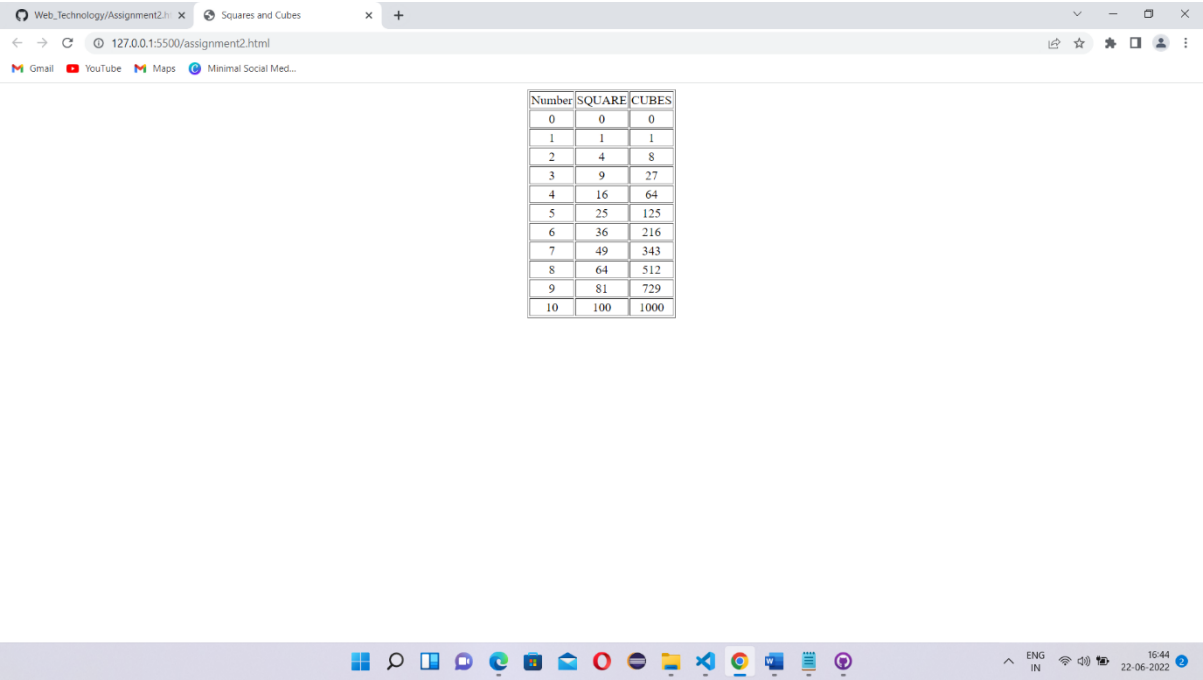 Web_Technology/Assignment2.h
Squares and Cubes
127.0.0.1:5500/assignment2.html
Gmail YouTube Maps Minimal Social Med...
Number SQUARE CUBES
0 0 0
1 1 1
2 4 8
3 9 27
4 16 64
5 25 125
6 36 216
7 49 343
8 64 512
9 81 729
10 100 1000
ENG 16:44
IN 22-06-2022 2